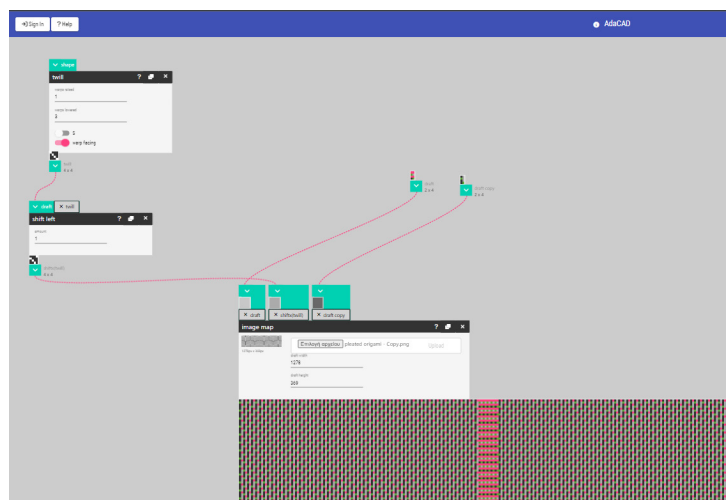 Sign In
? Help
AdaCAD
shape
twill
? ×
warps raised
1
warps lowered
3
S
warp facing
twill
4 x 4
draft
2 x 4
draft copy
2 x 4
draft
× twill
shift left
? ×
amount
1
shift(twill)
4 x 4
× draft
× shift(twill)
× draft copy
image map
? ×
Επιλογή αρχείου pleated origami - Copy.png
Upload
draft width
1276
draft height
369